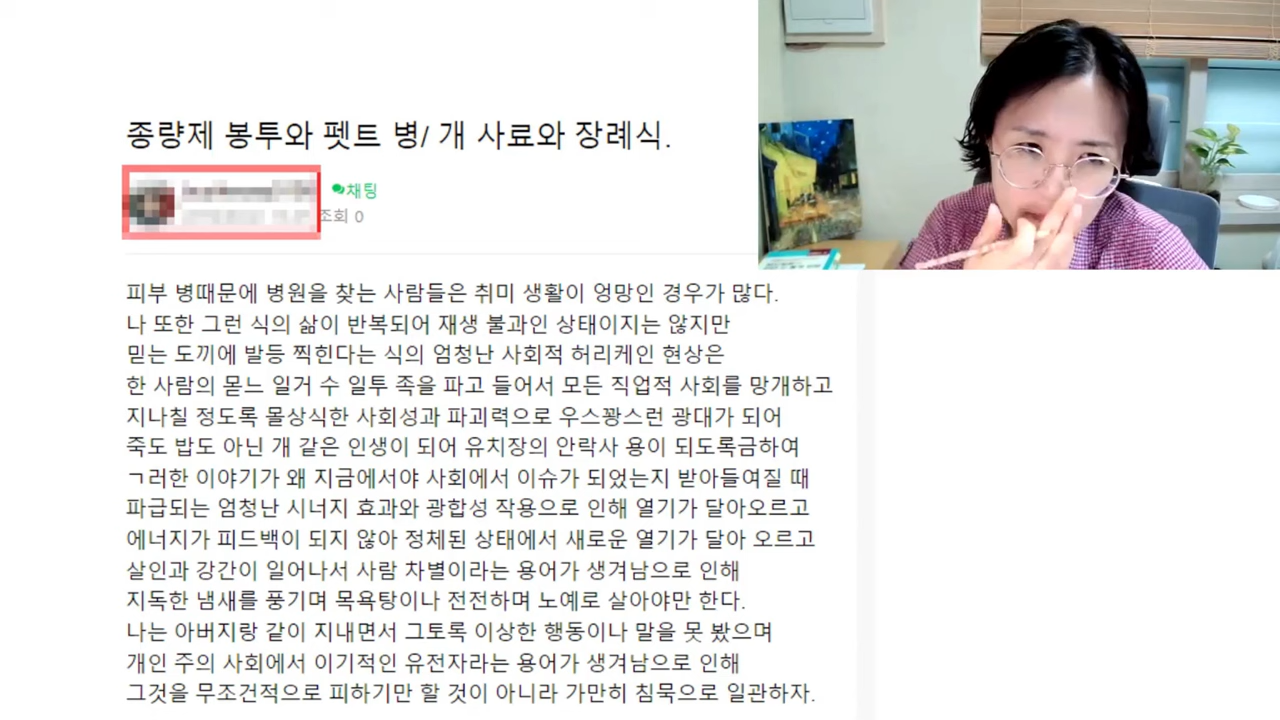 종량제 봉투와 펫트 병/ 개 사료와 장례식.
채팅
조회 0
피부 병때문에 병원을 찾는 사람들은 취미 생활이 엉망인 경우가 많다.
나 또한 그런 식의 삶이 반복되어 재생 불과인 상태이지는 않지만
믿는 도끼에 발등 찍힌다는 식의 엄청난 사회적 허리케인 현상은
한 사람의 몯느 일거 수 일투 족을 파고 들어서 모든 직업적 사회를 망개하고
지나칠 정도록 몰상식한 사회성과 파괴력으로 우스꽝스런 광대가 되어
죽도 밥도 아닌 개 같은 인생이 되어 유치장의 안락사 용이 되도록금하여
ㄱ러한 이야기가 왜 지금에서야 사회에서 이슈가 되었는지 받아들여질 때
파급되는 엄청난 시너지 효과와 광합성 작용으로 인해 열기가 달아오르고
에너지가 피드백이 되지 않아 정체된 상태에서 새로운 열기가 달아 오르고
살인과 강간이 일어나서 사람 차별이라는 용어가 생겨남으로 인해
지독한 냄새를 풍기며 목욕탕이나 전전하며 노예로 살아야만 한다.
나는 아버지랑 같이 지내면서 그토록 이상한 행동이나 말을 못 봤으며
개인 주의 사회에서 이기적인 유전자라는 용어가 생겨남으로 인해
그것을 무조건적으로 피하기만 할 것이 아니라 가만히 침묵으로 일관하자.